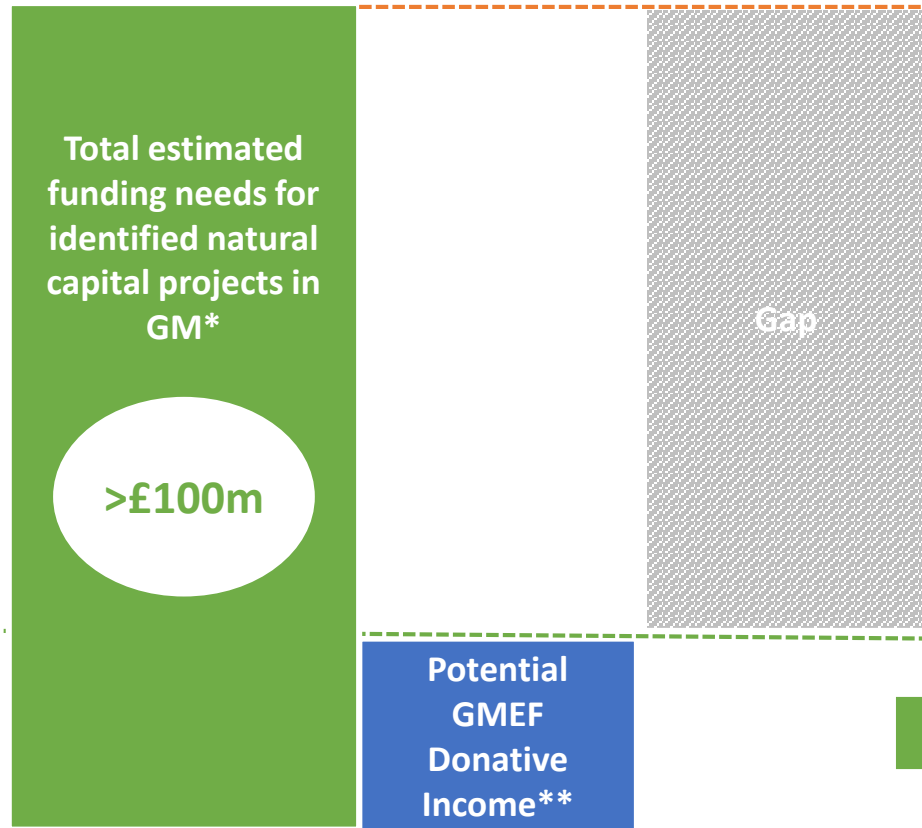 Total estimated
funding needs for
identified natural
capital projects in
GM*
>£100m
Gap
Potential
GMEF
Donative
Income**